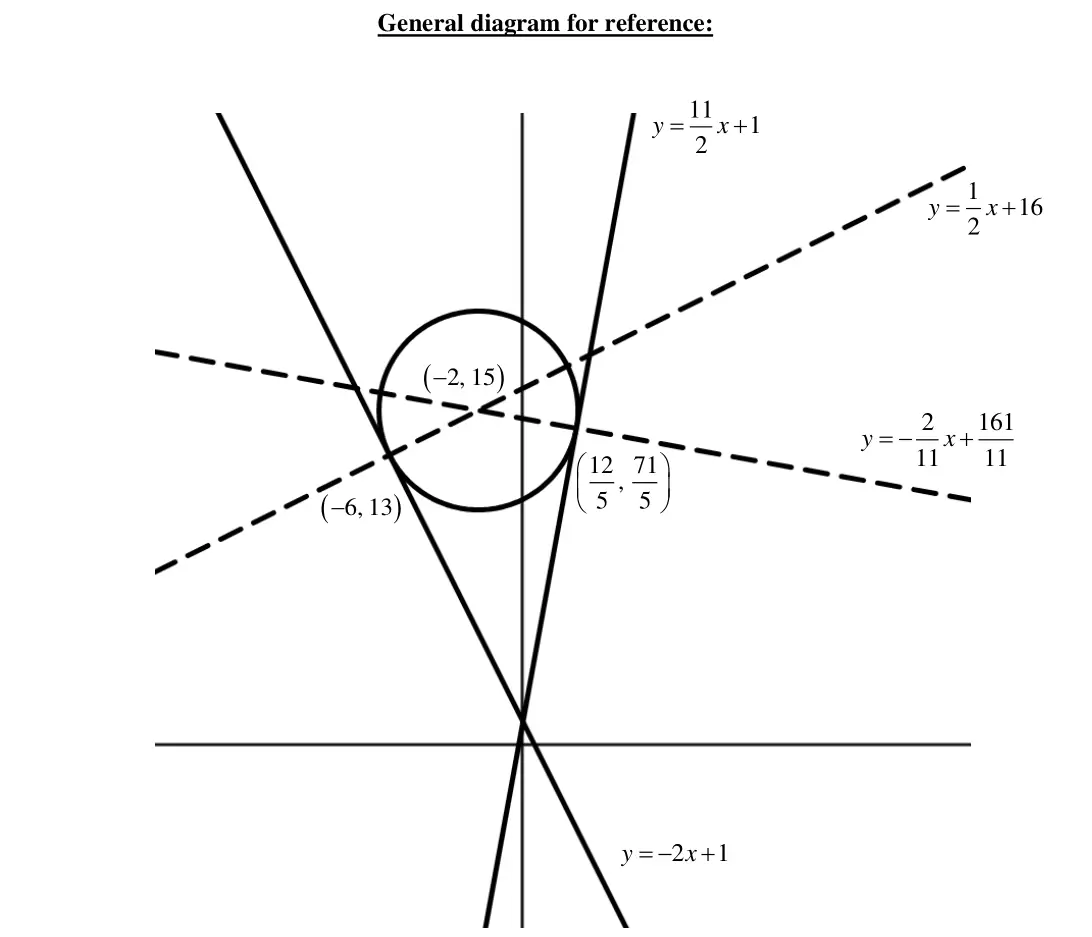 General diagram for reference:
y = 11/2 x + 1
y = 1/2 x + 16
(−2, 15)
y = −2/11 x + 161/11
(12/5, 71/5)
(−6, 13)
y = −2x + 1